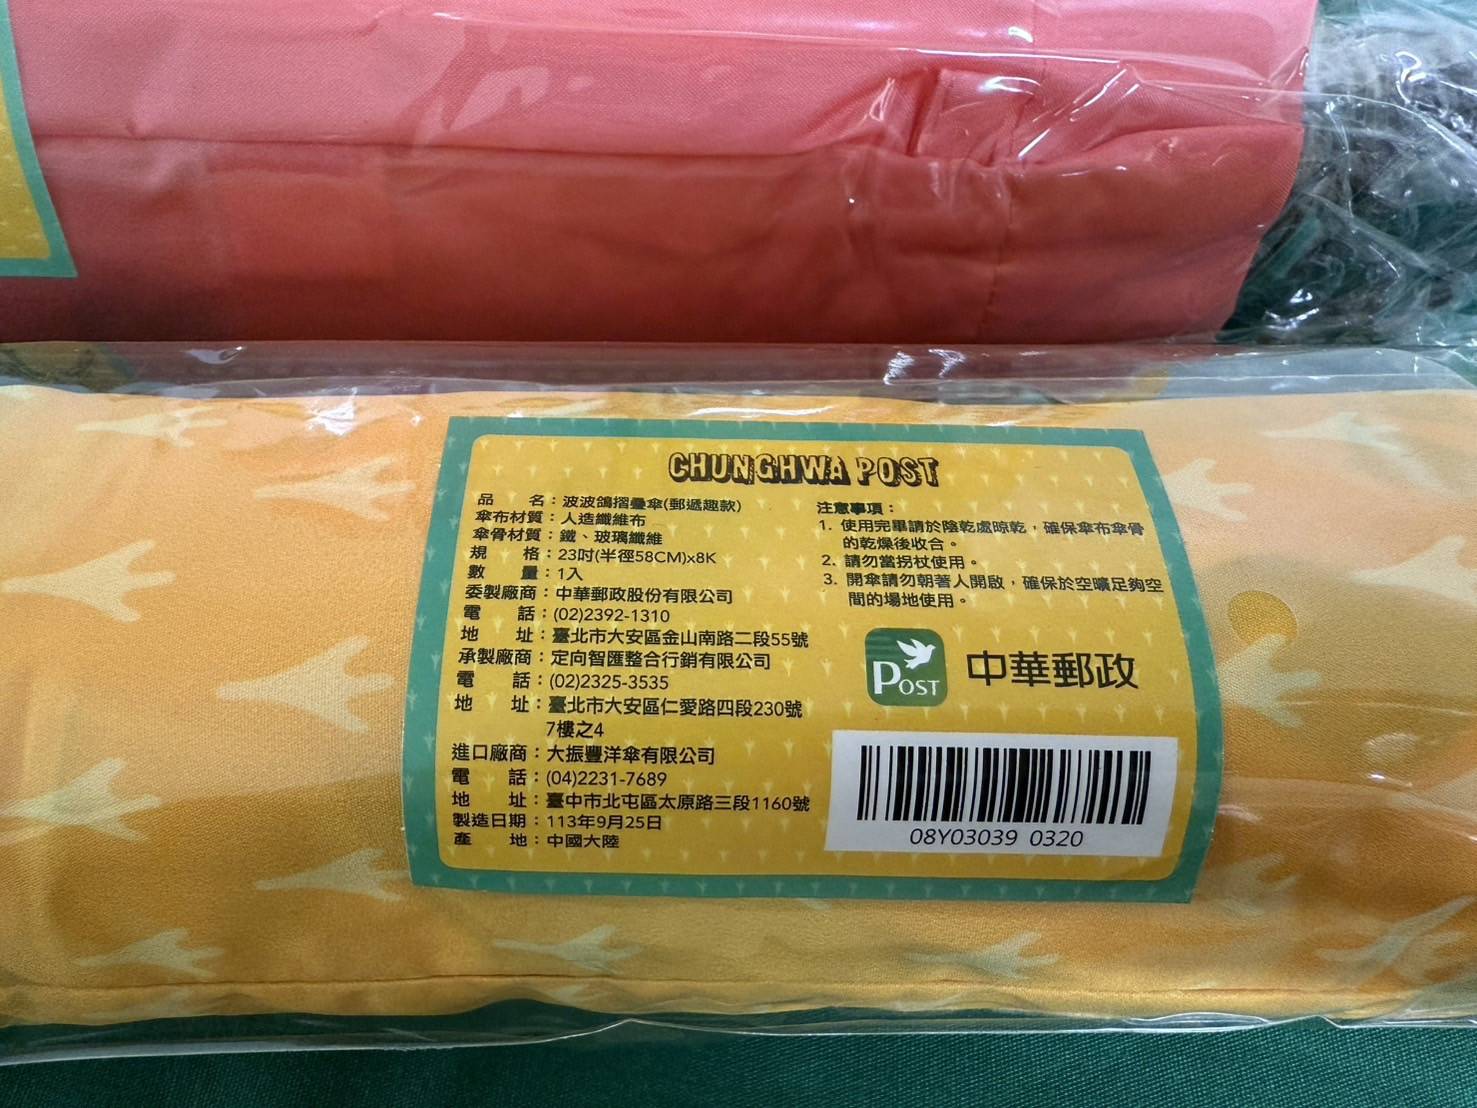 CHUNGHWA POST
品　　名：波波鴿摺疊傘(郵遞趣款)
傘布材質：人造纖維布
傘骨材質：鐵、玻璃纖維
規　　格：23吋(半徑58CM)x8K
數　　量：1入
委製廠商：中華郵政股份有限公司
電　　話：(02)2392-1310
地　　址：臺北市大安區金山南路二段55號
承製廠商：定向智匯整合行銷有限公司
電　　話：(02)2325-3535
地　　址：臺北市大安區仁愛路四段230號
7樓之4
進口廠商：大振豐洋傘有限公司
電　　話：(04)2231-7689
地　　址：臺中市北屯區太原路三段1160號
製造日期：113年9月25日
產　　地：中國大陸
注意事項：
1. 使用完畢請於陰乾處晾乾，確保傘布傘骨
的乾燥後收合。
2. 請勿當拐杖使用。
3. 開傘請勿朝著人開啟，確保於空曠足夠空
間的場地使用。
POST
中華郵政
08Y03039 0320